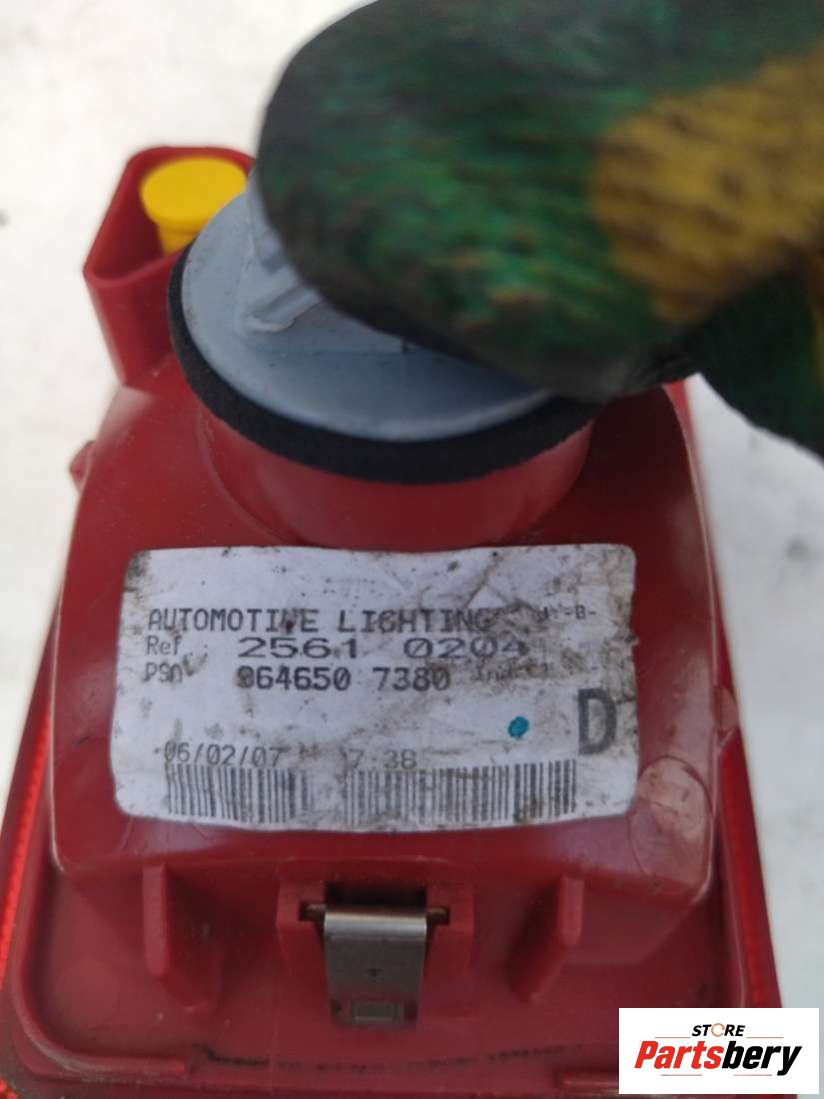 AUTOMOTIVE LIGHTING
Ref. 2561 0204
PSA 964650 7380
D
06/02/07 7 38
STORE
Partsbery